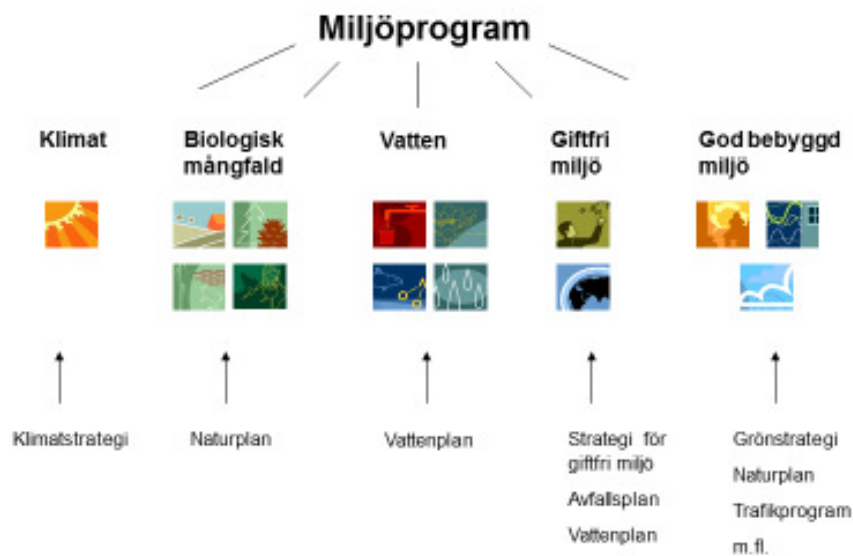 Miljöprogram
Klimat
Biologisk
mångfald
Vatten
Giftfri
miljö
God bebyggd
miljö
Klimatstrategi
Naturplan
Vattenplan
Strategi för
giftfri miljö
Avfallsplan
Vattenplan
Grönstrategi
Naturplan
Trafikprogram
m.fl.